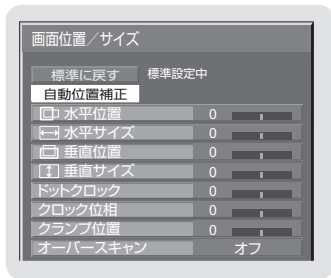 画面位置／サイズ
標準に戻す 標準設定中
自動位置補正
水平位置 0
水平サイズ 0
垂直位置 0
垂直サイズ 0
ドットクロック 0
クロック位相 0
クランプ位置 0
オーバースキャン オフ